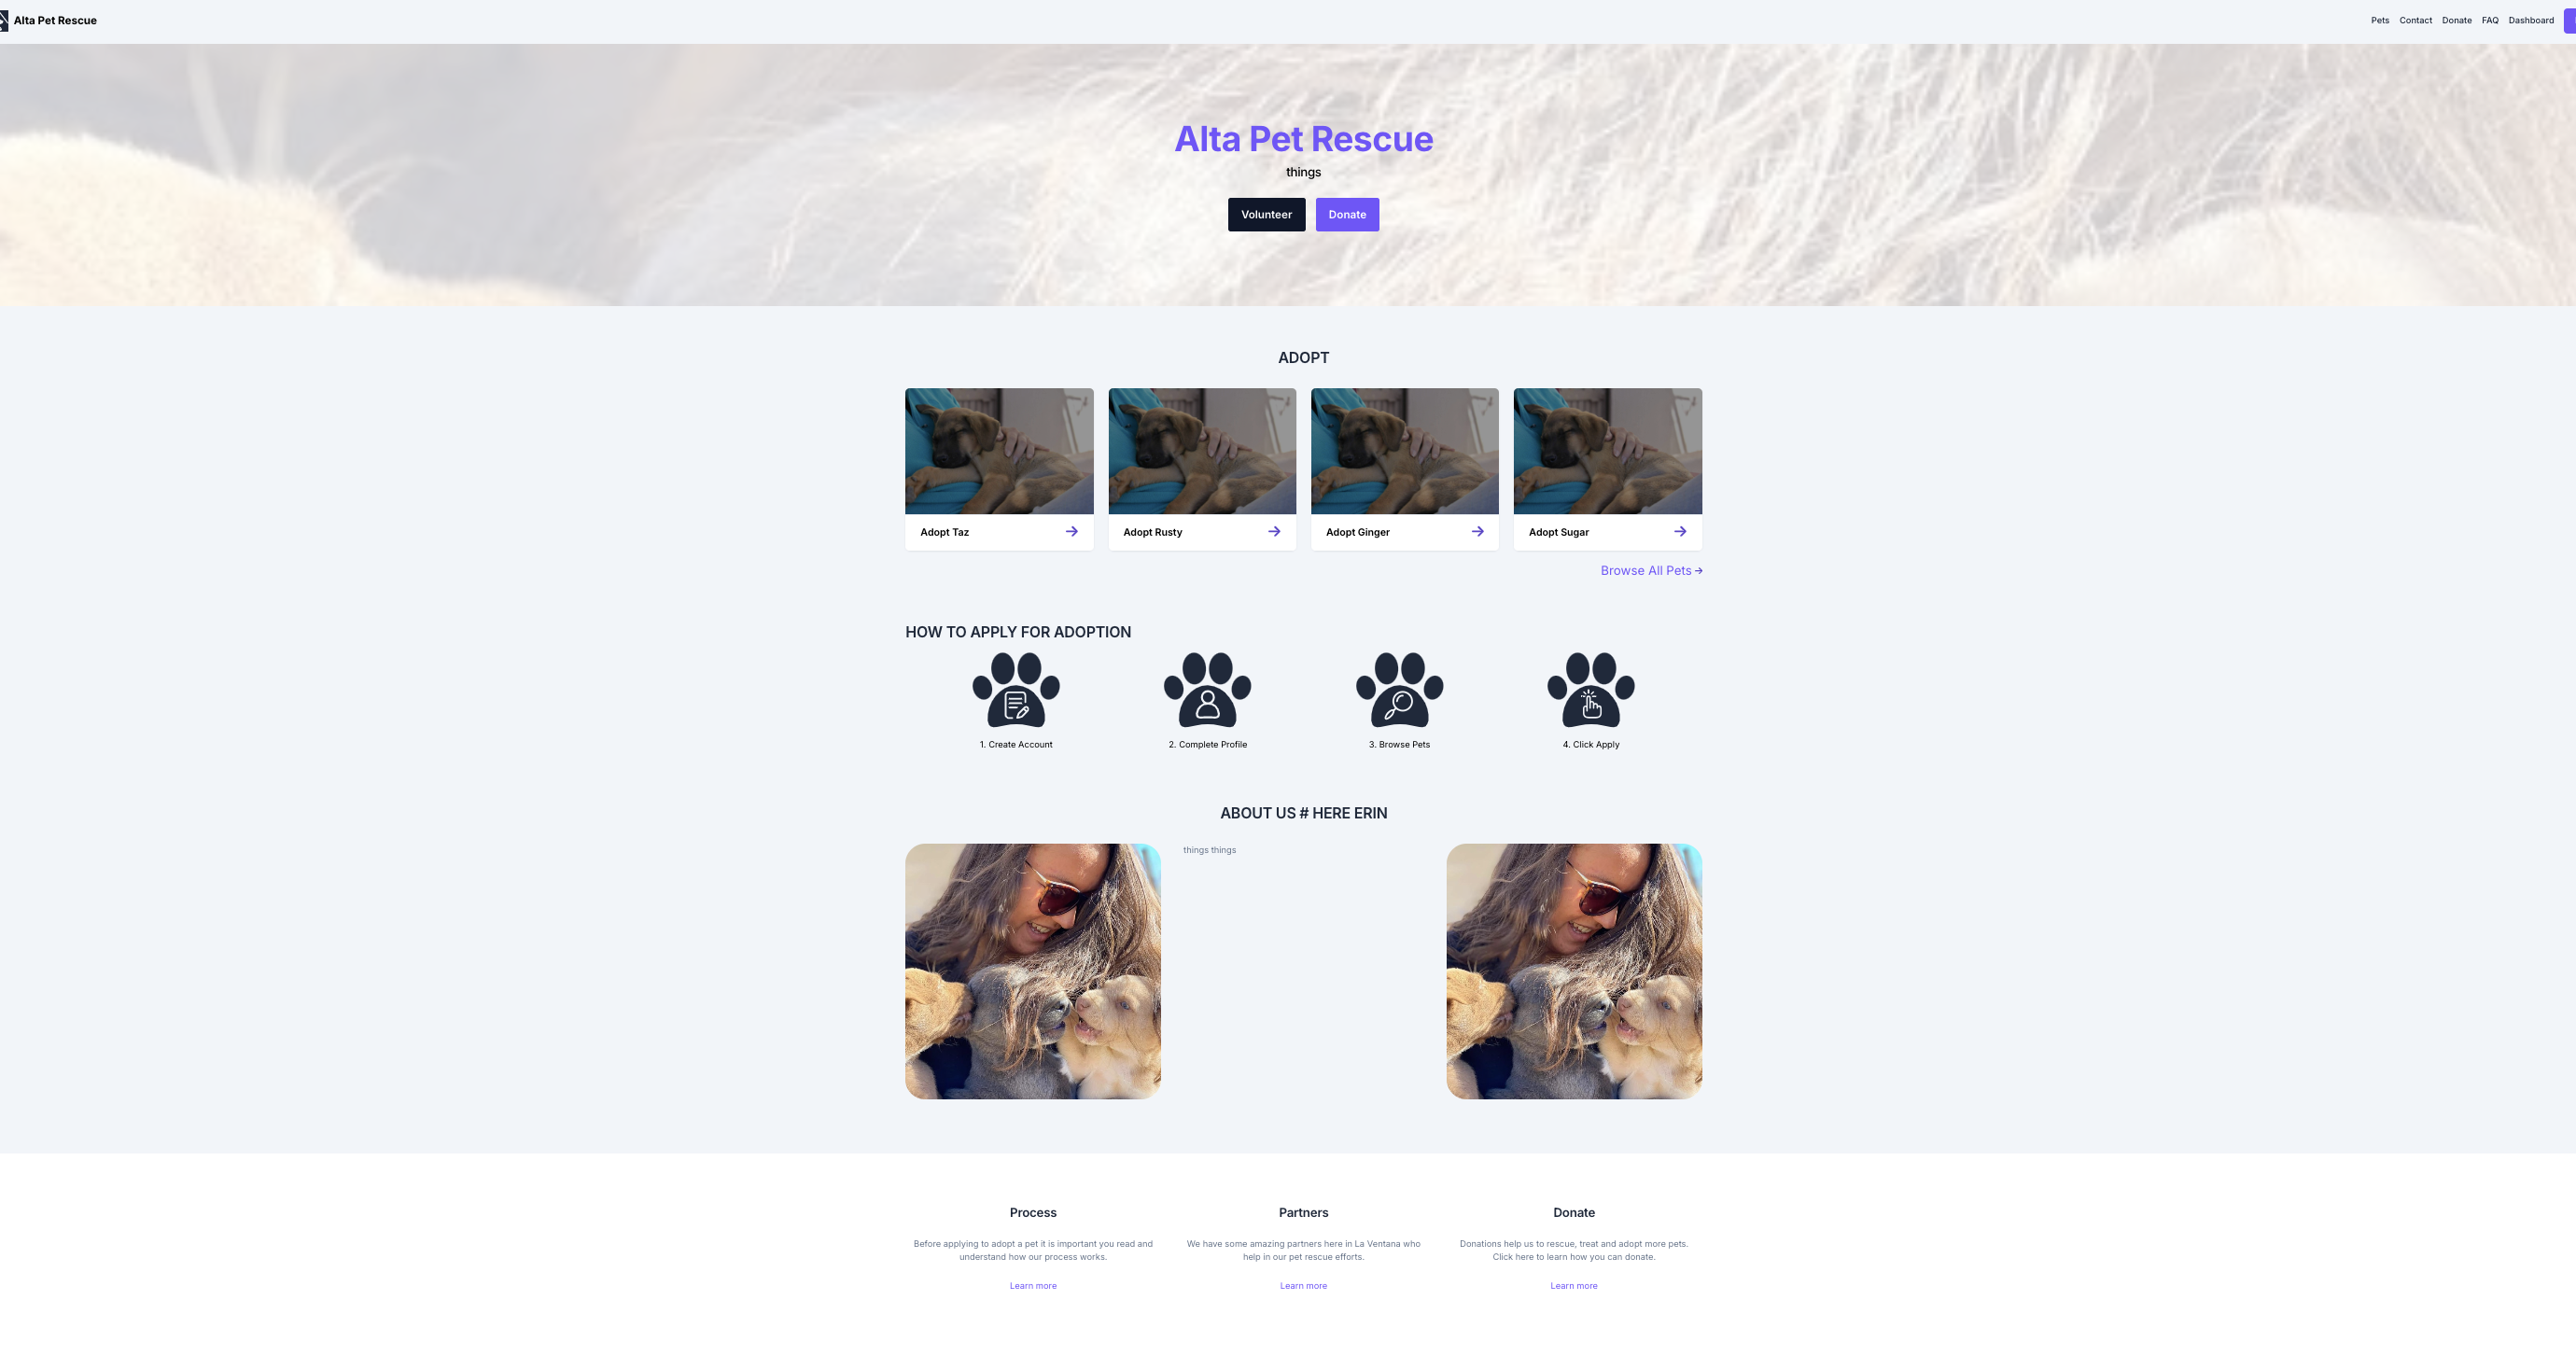 Alta Pet Rescue
Pets Contact Donate FAQ Dashboard
Alta Pet Rescue
things
Volunteer Donate
ADOPT
Adopt Taz
Adopt Rusty
Adopt Ginger
Adopt Sugar
Browse All Pets
HOW TO APPLY FOR ADOPTION
1. Create Account
2. Complete Profile
3. Browse Pets
4. Click Apply
ABOUT US # HERE ERIN
things things
Process
Before applying to adopt a pet it is important you read and
understand how our process works.
Learn more
Partners
We have some amazing partners here in La Ventana who
help in our pet rescue efforts.
Learn more
Donate
Donations help us to rescue, treat and adopt more pets.
Click here to learn how you can donate.
Learn more